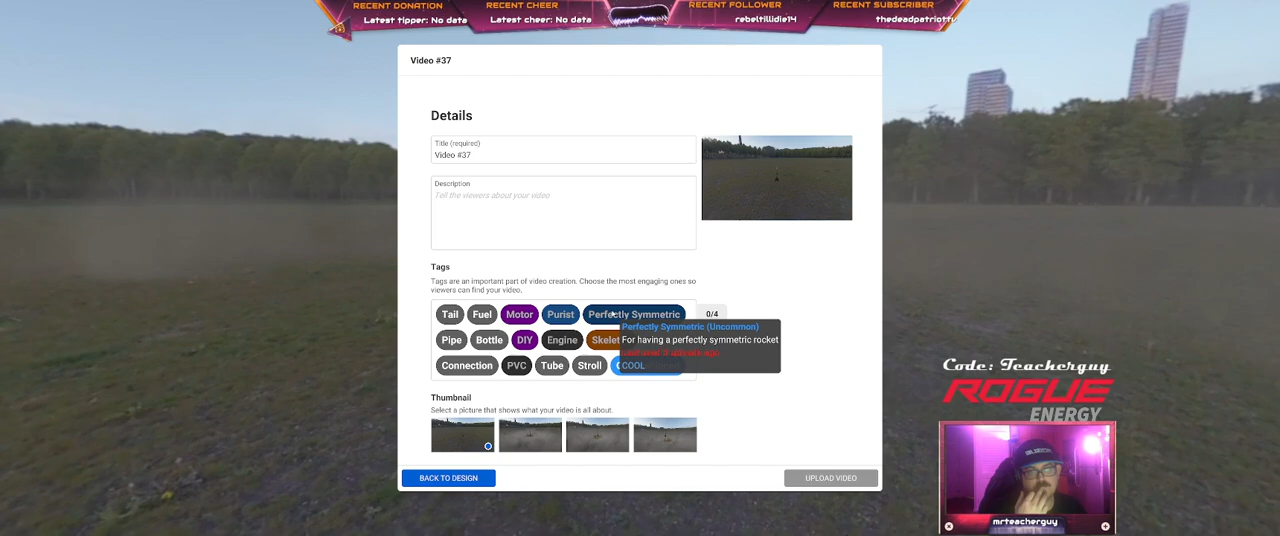 RECENT DONATION
RECENT CHEER
RECENT FOLLOWER
RECENT SUBSCRIBER
Latest tipper: No data
Latest cheer: No data
rebeltillidie14
thedeadpatriottv
Video #37
Details
Title (required)
Video #37
Description
Tell the viewers about your video
Tags
Tags are an important part of video creation. Choose the most engaging ones so
viewers can find your video.
Tail Fuel Motor Purist Perfectly Symmetric 0/4
Perfectly Symmetric (Uncommon)
Pipe Bottle DIY Engine Skelet
For having a perfectly symmetric rocket
COOL
Connection PVC Tube Stroll
Thumbnail
Select a picture that shows what your video is all about.
BACK TO DESIGN
UPLOAD VIDEO
Code: Teacherguy
ROGUE
ENERGY
mrteacherguy